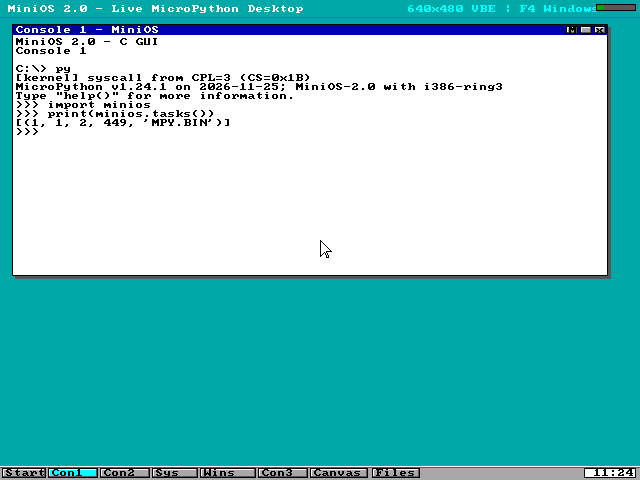 MiniOS 2.0 - Live MicroPython Desktop
640x480 VBE | F4 Windows
Console 1 - MiniOS
MiniOS 2.0 - C GUI
Console 1
C:\> py
[kernel] syscall from CPL=3 (CS=0x1B)
MicroPython v1.24.1 on 2026-11-25; MiniOS-2.0 with i386-ring3
Type "help()" for more information.
>>> import minios
>>> print(minios.tasks())
[(1, 1, 2, 449, 'MPY.BIN')]
>>>
Start Con1 Con2 Sys Wins Con3 Canvas Files 11:24